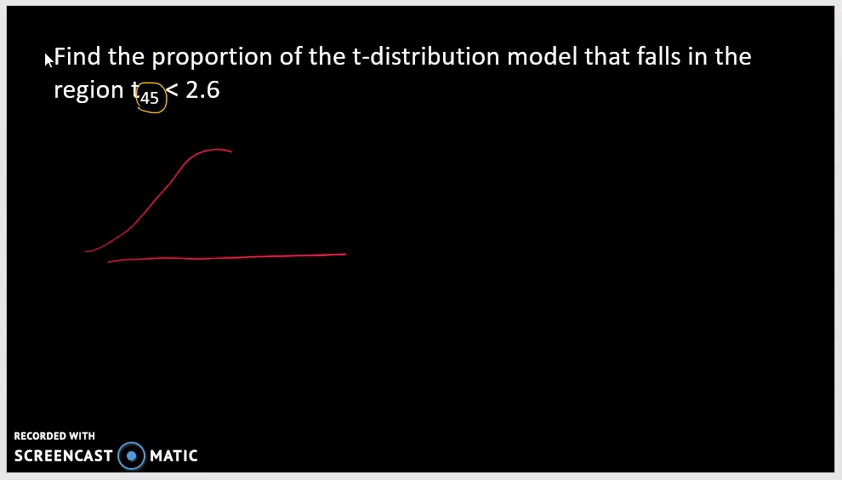 Find the proportion of the t-distribution model that falls in the
region t45 < 2.6
RECORDED WITH
SCREENCAST MATIC